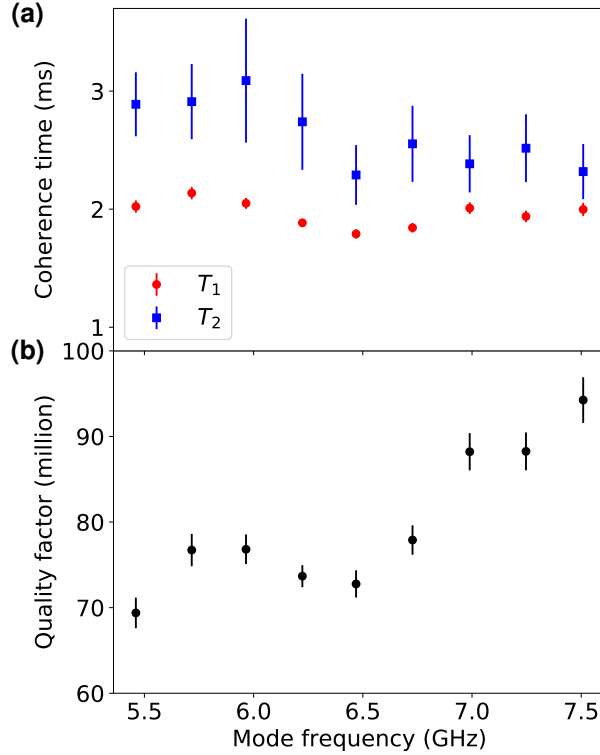 (a)
Coherence time (ms)
3
2
1
T₁
T₂
(b)
Quality factor (million)
100
90
80
70
60
5.5 6.0 6.5 7.0 7.5
Mode frequency (GHz)